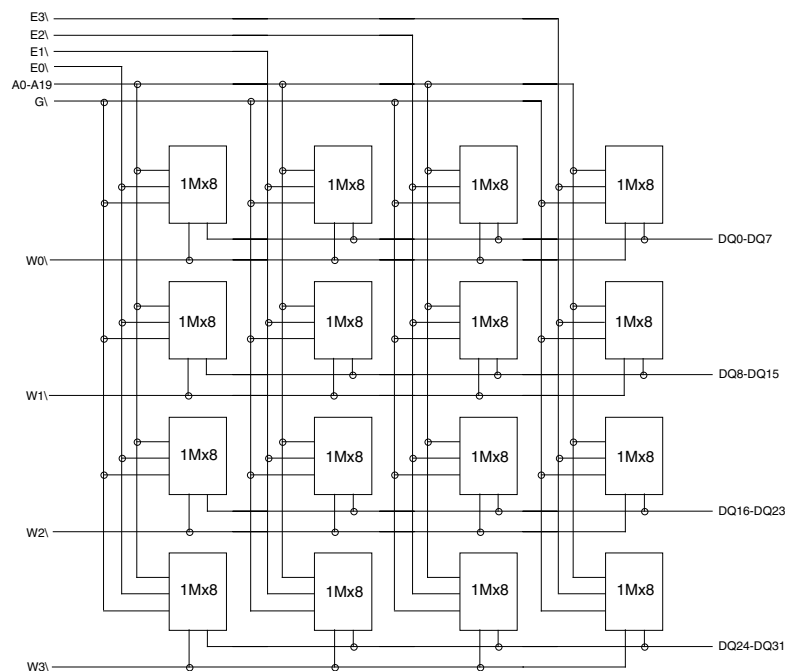 E3\
E2\
E1\
E0\
A0-A19
G\
1Mx8 1Mx8 1Mx8 1Mx8
DQ0-DQ7
W0\
1Mx8 1Mx8 1Mx8 1Mx8
DQ8-DQ15
W1\
1Mx8 1Mx8 1Mx8 1Mx8
DQ16-DQ23
W2\
1Mx8 1Mx8 1Mx8 1Mx8
DQ24-DQ31
W3\